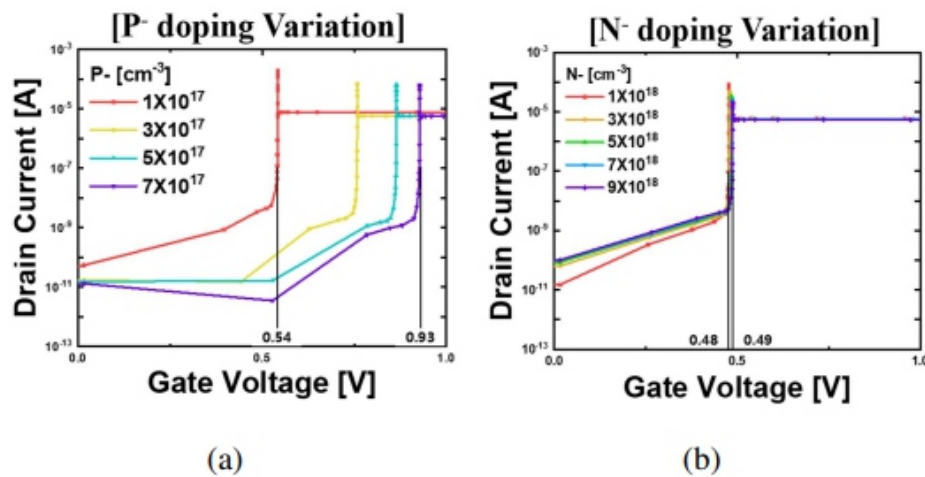 [P- doping Variation]
10⁻³
10⁻⁵
10⁻⁷
10⁻⁹
10⁻¹¹
10⁻¹³
Drain Current [A]
P- [cm⁻³]
1X10¹⁷
3X10¹⁷
5X10¹⁷
7X10¹⁷
0.54
0.93
0.0
0.5
1.0
Gate Voltage [V]
(a)
[N- doping Variation]
10⁻³
10⁻⁵
10⁻⁷
10⁻⁹
10⁻¹¹
10⁻¹³
Drain Current [A]
N- [cm⁻³]
1X10¹⁸
3X10¹⁸
5X10¹⁸
7X10¹⁸
9X10¹⁸
0.48
0.49
0.0
0.5
1.0
Gate Voltage [V]
(b)